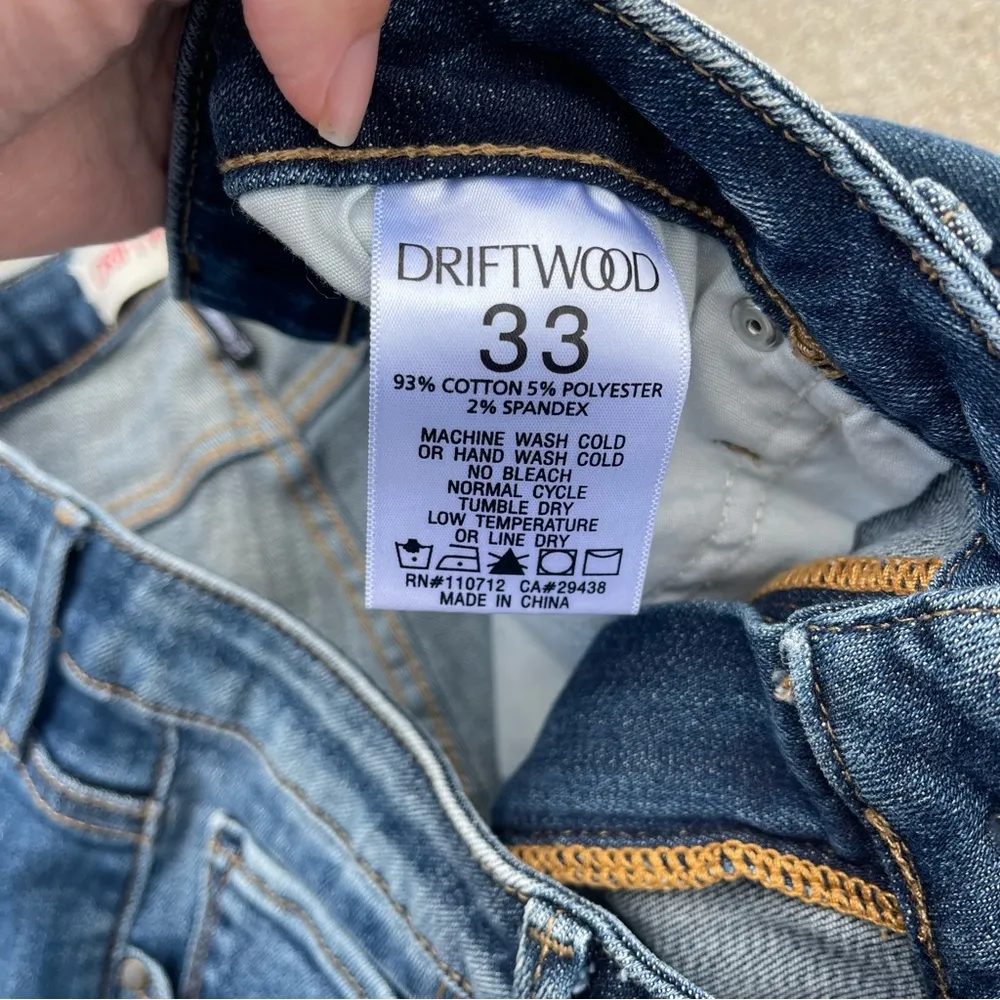 DRIFTWOOD
33
93% COTTON 5% POLYESTER
2% SPANDEX
MACHINE WASH COLD
OR HAND WASH COLD
NO BLEACH
NORMAL CYCLE
TUMBLE DRY
LOW TEMPERATURE
OR LINE DRY
RN#110712 CA#29438
MADE IN CHINA